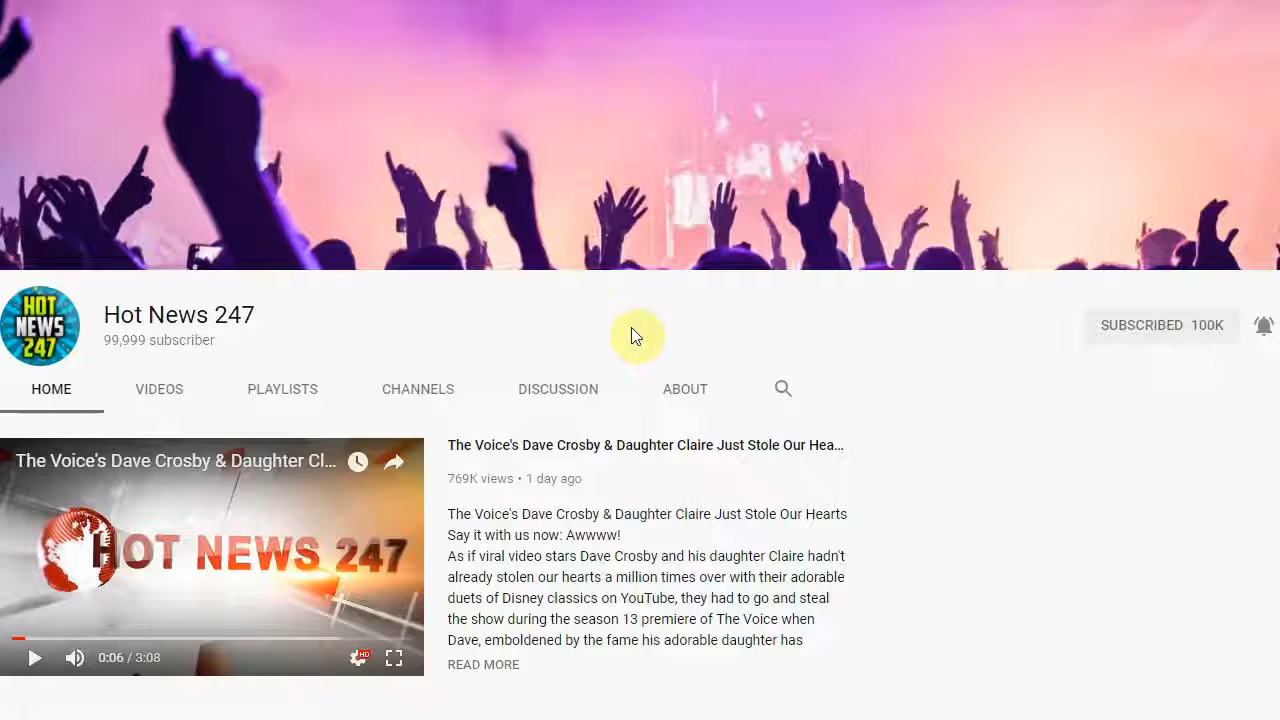 HOT
NEWS
247
Hot News 247
99,999 subscriber
SUBSCRIBED 100K
HOME
VIDEOS
PLAYLISTS
CHANNELS
DISCUSSION
ABOUT
The Voice's Dave Crosby & Daughter Cl...
HOT NEWS 247
HD
0:06 / 3:08
The Voice's Dave Crosby & Daughter Claire Just Stole Our Hea...
769K views • 1 day ago
The Voice's Dave Crosby & Daughter Claire Just Stole Our Hearts
Say it with us now: Awwww!
As if viral video stars Dave Crosby and his daughter Claire hadn't
already stolen our hearts a million times over with their adorable
duets of Disney classics on YouTube, they had to go and steal
the show during the season 13 premiere of The Voice when
Dave, emboldened by the fame his adorable daughter has
READ MORE